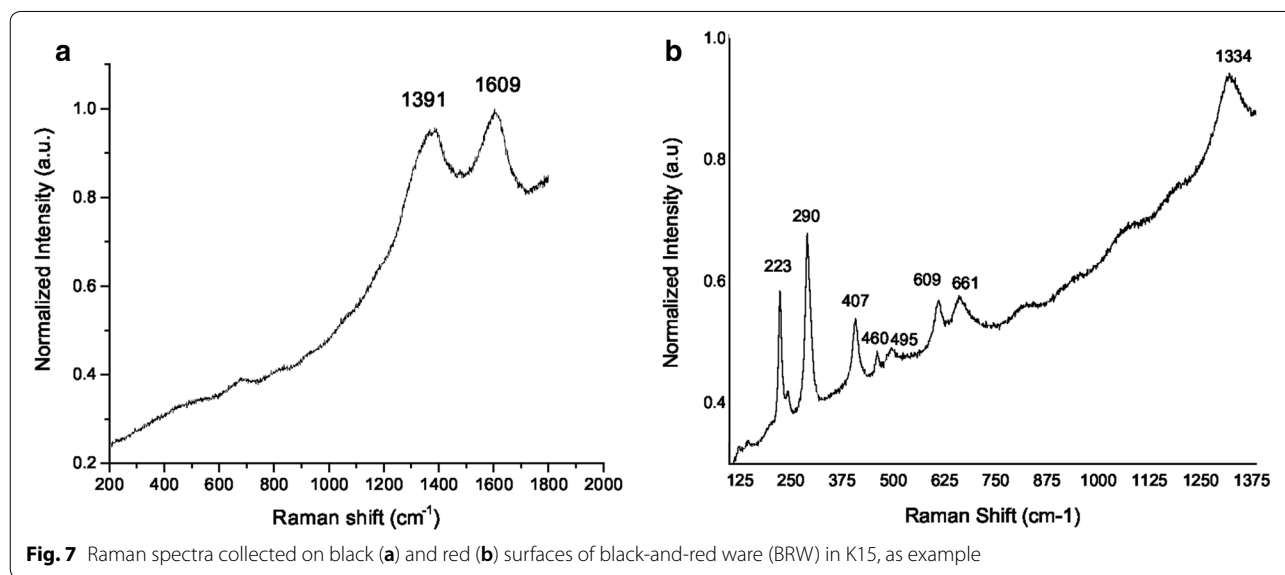 a
1391
1609
1.0
0.8
0.6
0.4
0.2
Normalized Intensity (a.u.)
200 400 600 800 1000 1200 1400 1600 1800 2000
Raman shift (cm⁻¹)
b
1334
290
223
407
460
495
609
661
1.0
0.8
0.6
0.4
Normalized Intensity (a.u)
125 250 375 500 625 750 875 1000 1125 1250 1375
Raman Shift (cm-1)
Fig. 7 Raman spectra collected on black (a) and red (b) surfaces of black-and-red ware (BRW) in K15, as example